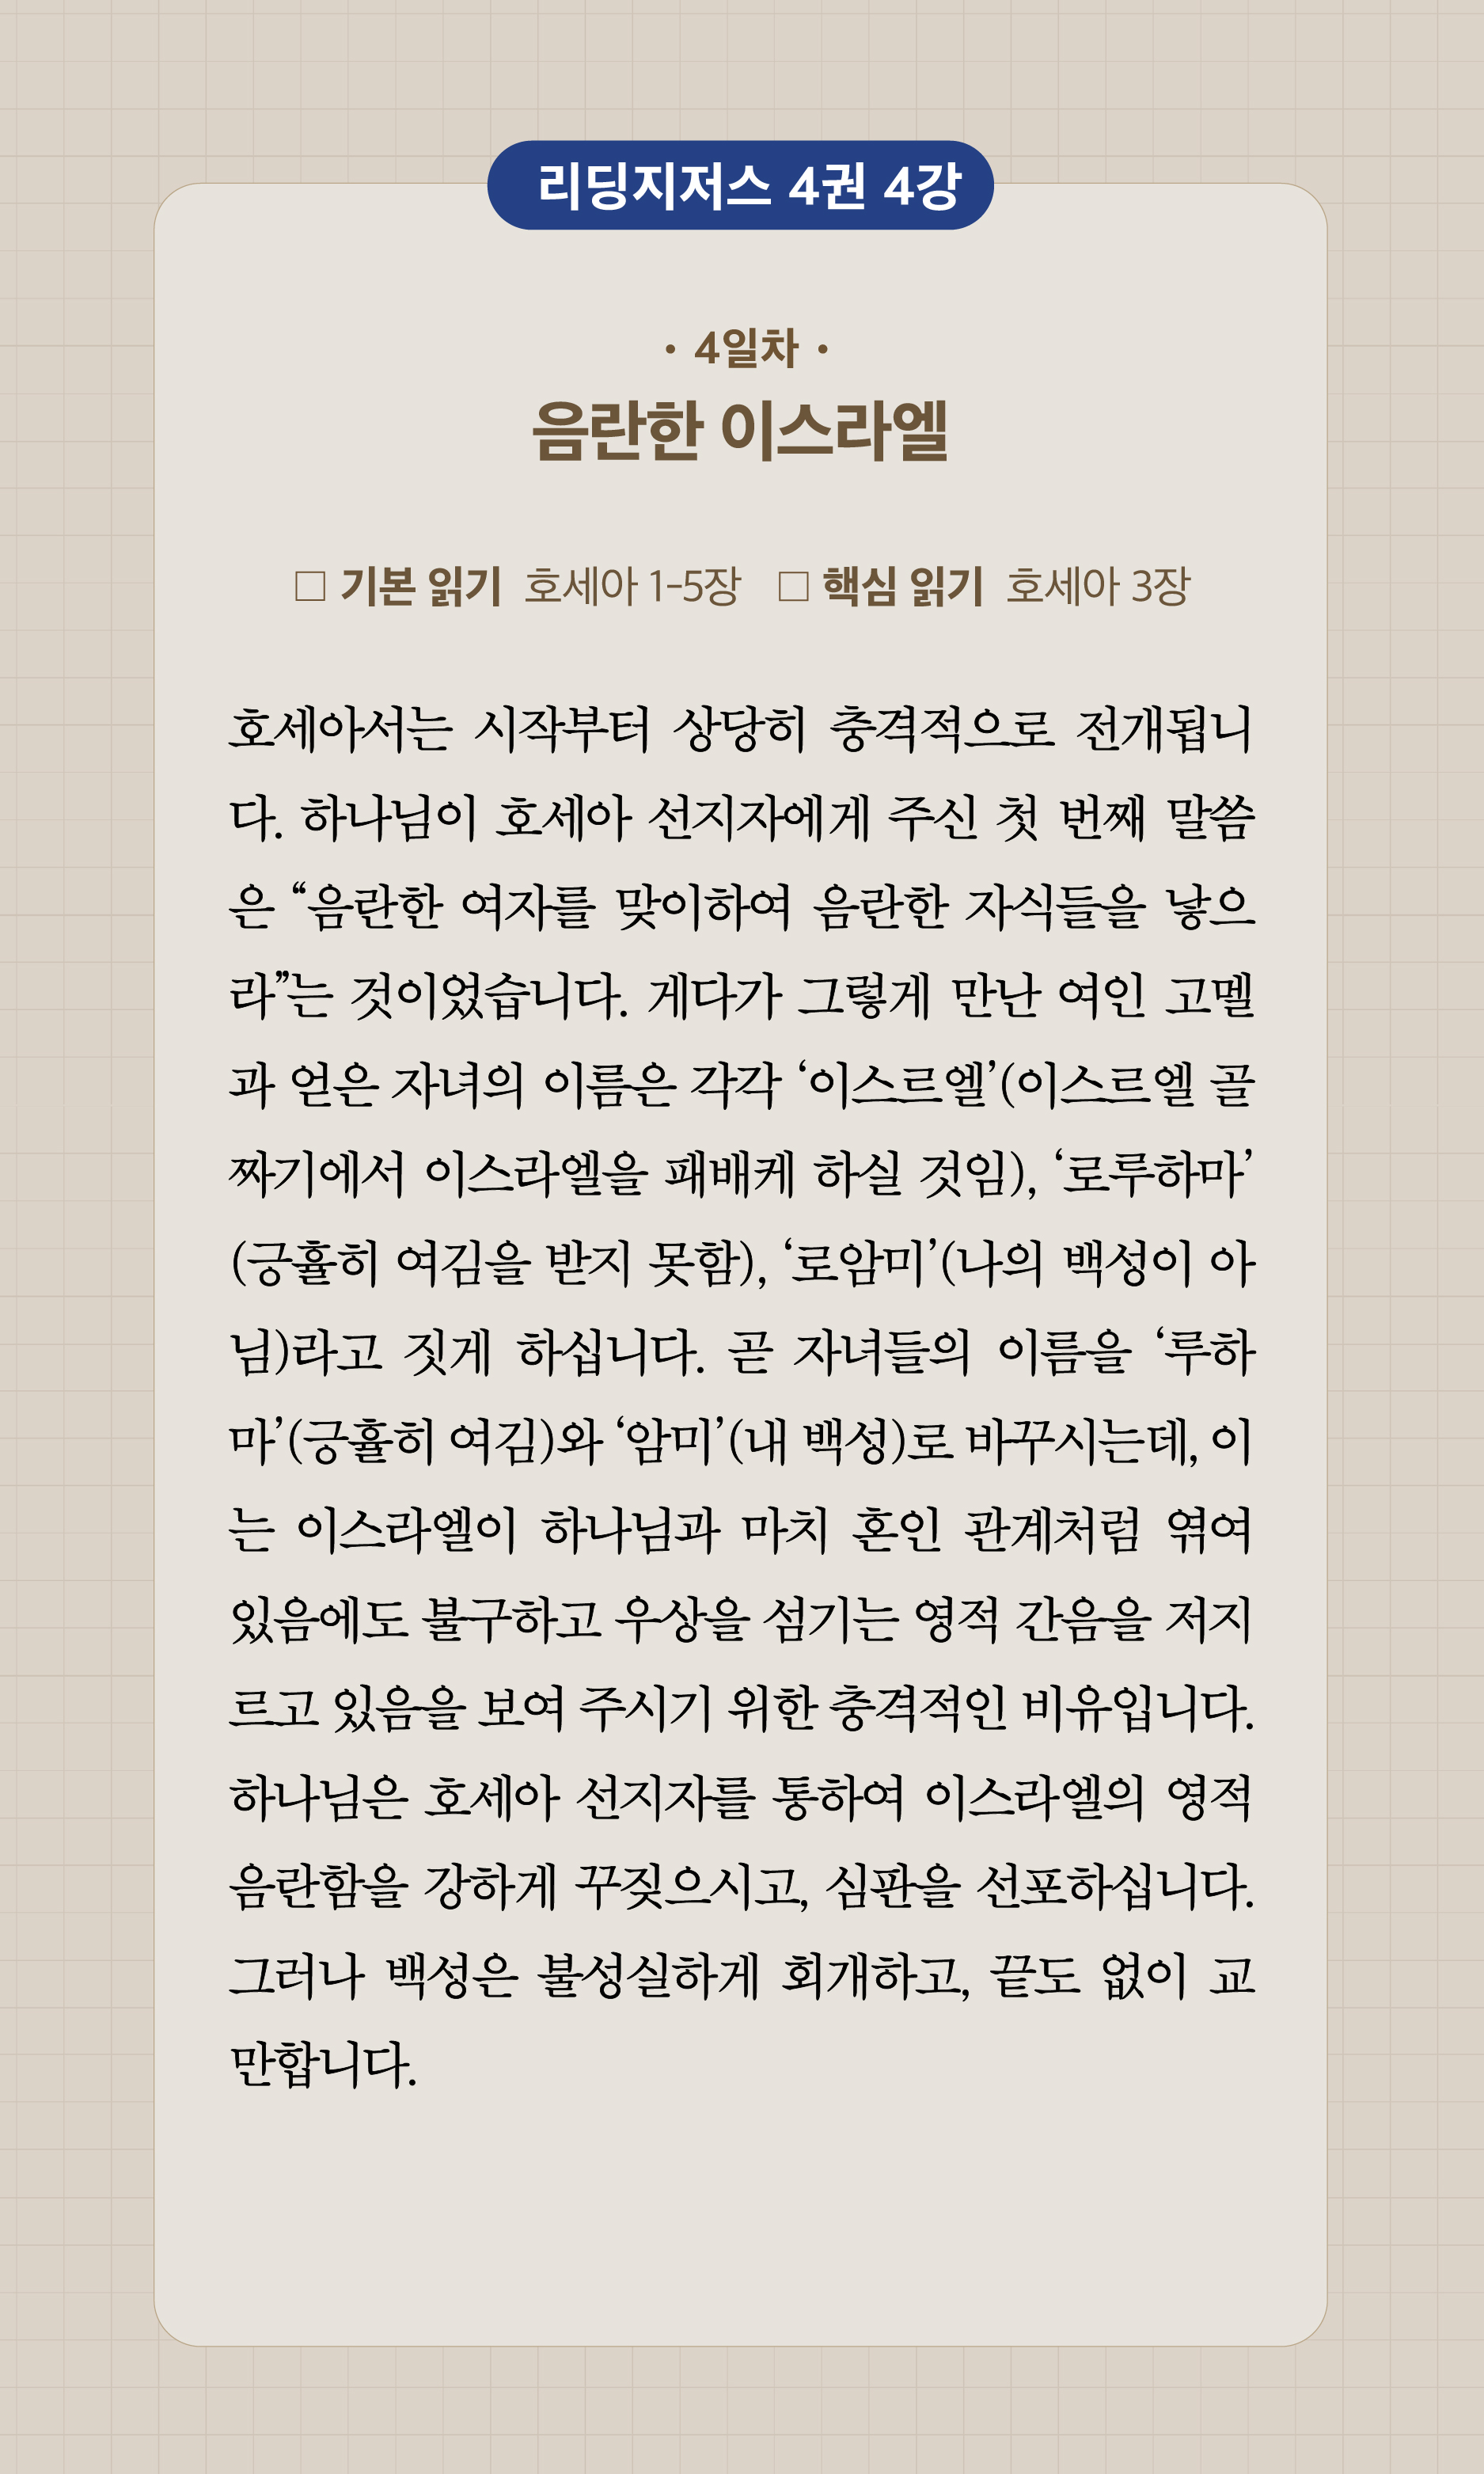 리딩지저스 4권 4강
· 4일차 ·
음란한 이스라엘
□ 기본 읽기 호세아 1-5장 □ 핵심 읽기 호세아 3장
호세아서는 시작부터 상당히 충격적으로 전개됩니
다. 하나님이 호세아 선지자에게 주신 첫 번째 말씀
은 “음란한 여자를 맞이하여 음란한 자식들을 낳으
라”는 것이었습니다. 게다가 그렇게 만난 여인 고멜
과 얻은 자녀의 이름은 각각 ‘이스르엘’(이스르엘 골
짜기에서 이스라엘을 패배케 하실 것임), ‘로루하마’
(긍휼히 여김을 받지 못함), ‘로암미’(나의 백성이 아
님)라고 짓게 하십니다. 곧 자녀들의 이름을 ‘루하
마’(긍휼히 여김)와 ‘암미’(내 백성)로 바꾸시는데, 이
는 이스라엘이 하나님과 마치 혼인 관계처럼 엮여
있음에도 불구하고 우상을 섬기는 영적 간음을 저지
르고 있음을 보여 주시기 위한 충격적인 비유입니다.
하나님은 호세아 선지자를 통하여 이스라엘의 영적
음란함을 강하게 꾸짖으시고, 심판을 선포하십니다.
그러나 백성은 불성실하게 회개하고, 끝도 없이 교
만합니다.